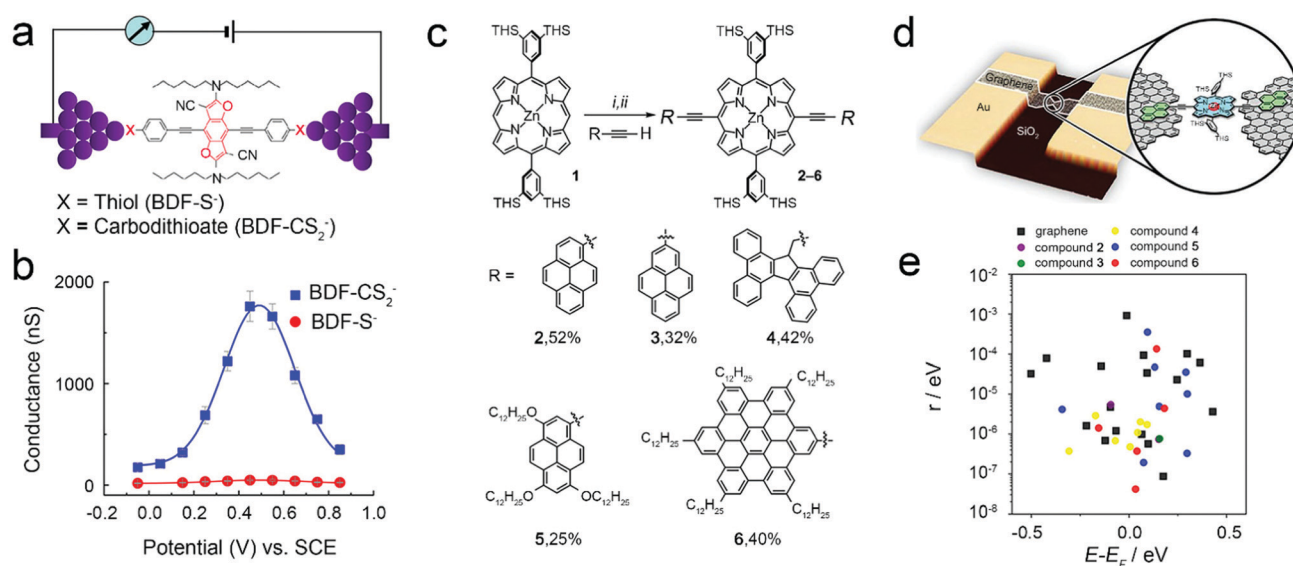 a
N
NC
O
X
X
O
CN
N
X = Thiol (BDF-S⁻)
X = Carbodithioate (BDF-CS₂⁻)
b
2000
1000
0
Conductance (nS)
BDF-CS₂⁻
BDF-S⁻
-0.2 0.0 0.2 0.4 0.6 0.8 1.0
Potential (V) vs. SCE
c
THS THS
N N
Zn
N N
THS THS
1
i,ii
R H
THS THS
N N
R Zn R
N N
THS THS
2–6
R =
2,52% 3,32% 4,42%
C₁₂H₂₅O
C₁₂H₂₅O OC₁₂H₂₅
5,25%
C₁₂H₂₅ C₁₂H₂₅
C₁₂H₂₅
C₁₂H₂₅ C₁₂H₂₅
6,40%
d
Graphene
Au
SiO₂
THS THS
THS
THS
e
graphene compound 4
compound 2 compound 5
compound 3 compound 6
10⁻²
10⁻³
10⁻⁴
10⁻⁵
10⁻⁶
10⁻⁷
10⁻⁸
r / eV
-0.5 0.0 0.5
E-E_F / eV